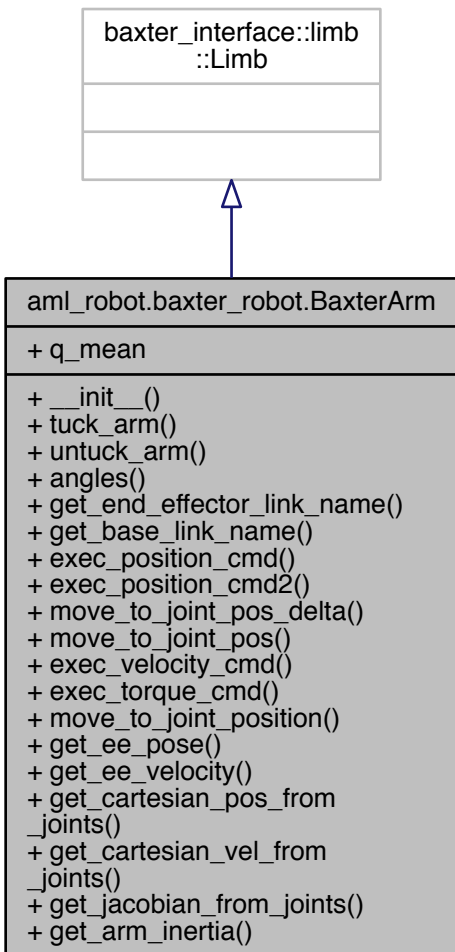 baxter_interface::limb
::Limb
aml_robot.baxter_robot.BaxterArm
+ q_mean
+ __init__()
+ tuck_arm()
+ untuck_arm()
+ angles()
+ get_end_effector_link_name()
+ get_base_link_name()
+ exec_position_cmd()
+ exec_position_cmd2()
+ move_to_joint_pos_delta()
+ move_to_joint_pos()
+ exec_velocity_cmd()
+ exec_torque_cmd()
+ move_to_joint_position()
+ get_ee_pose()
+ get_ee_velocity()
+ get_cartesian_pos_from
_joints()
+ get_cartesian_vel_from
_joints()
+ get_jacobian_from_joints()
+ get_arm_inertia()